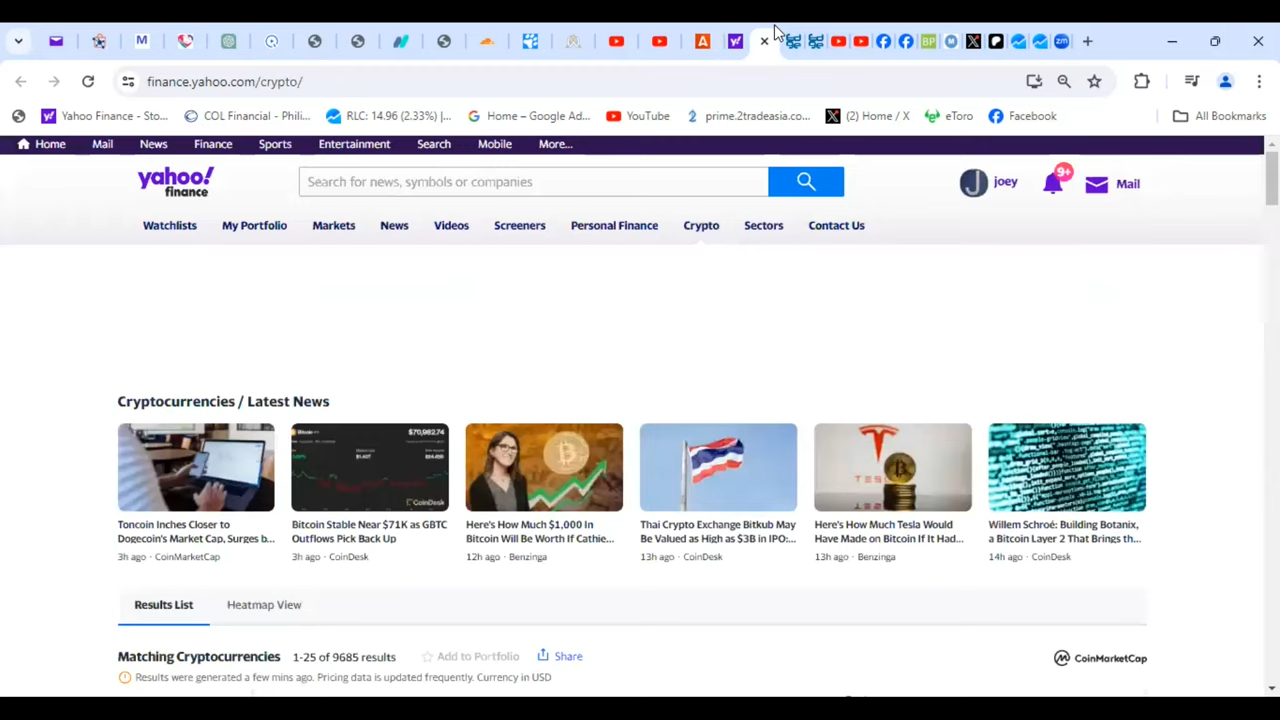 finance.yahoo.com/crypto/
Yahoo Finance - Sto...
COL Financial - Phili...
RLC: 14.96 (2.33%) |...
Home – Google Ad...
YouTube
prime.2tradeasia.co...
(2) Home / X
eToro
Facebook
All Bookmarks
Home
Mail
News
Finance
Sports
Entertainment
Search
Mobile
More...
yahoo!
finance
Search for news, symbols or companies
J
joey
9+
Mail
Watchlists
My Portfolio
Markets
News
Videos
Screeners
Personal Finance
Crypto
Sectors
Contact Us
Cryptocurrencies / Latest News
$70,982.74
CoinDesk
Toncoin Inches Closer to
Dogecoin's Market Cap, Surges b...
3h ago · CoinMarketCap
Bitcoin Stable Near $71K as GBTC
Outflows Pick Back Up
3h ago · CoinDesk
Here's How Much $1,000 In
Bitcoin Will Be Worth If Cathie...
12h ago · Benzinga
Thai Crypto Exchange Bitkub May
Be Valued as High as $3B in IPO:...
13h ago · CoinDesk
Here's How Much Tesla Would
Have Made on Bitcoin If It Had...
13h ago · Benzinga
Willem Schroé: Building Botanix,
a Bitcoin Layer 2 That Brings th...
14h ago · CoinDesk
Results List
Heatmap View
Matching Cryptocurrencies
1-25 of 9685 results
Add to Portfolio
Share
CoinMarketCap
Results were generated a few mins ago. Pricing data is updated frequently. Currency in USD